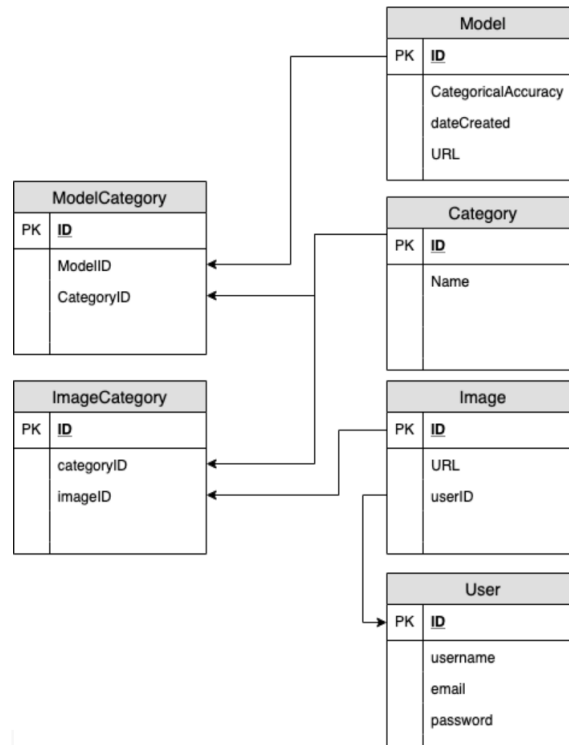 Model
PK ID
CategoricalAccuracy
dateCreated
URL
ModelCategory
PK ID
ModelID
CategoryID
Category
PK ID
Name
ImageCategory
PK ID
categoryID
imageID
Image
PK ID
URL
userID
User
PK ID
username
email
password